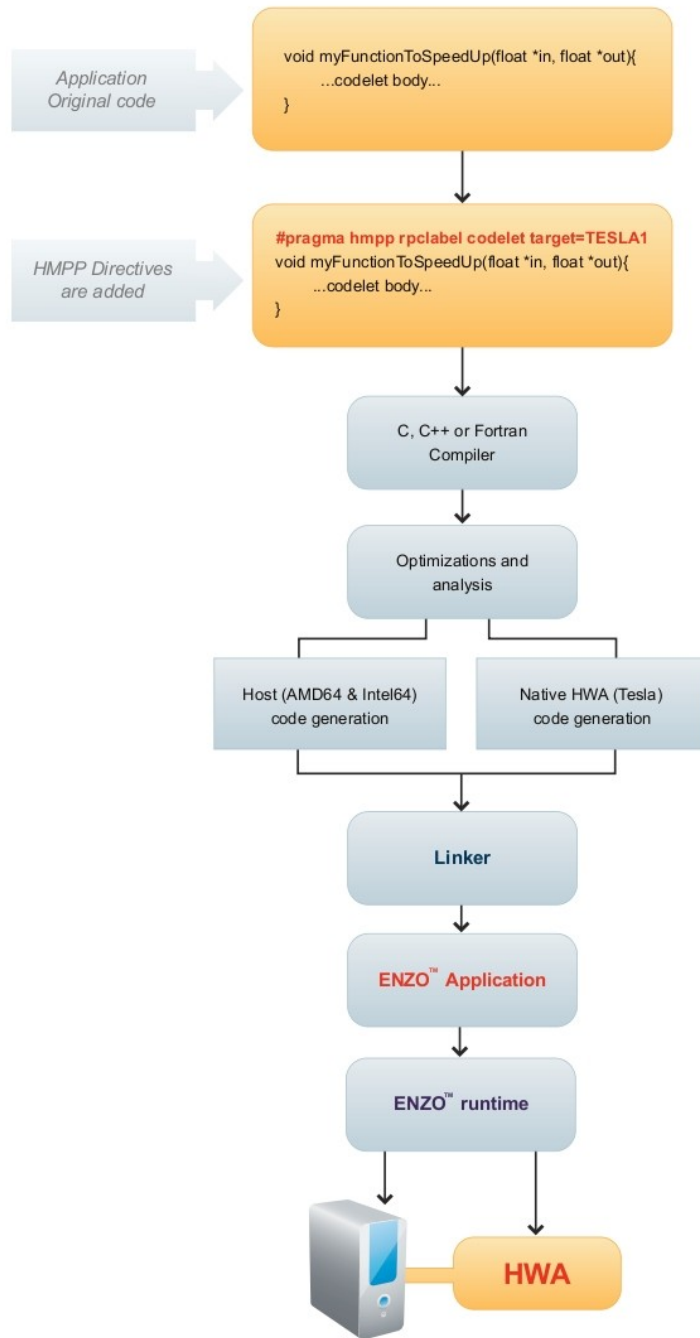 Application
Original code
void myFunctionToSpeedUp(float *in, float *out){
...codelet body...
}
HMPP Directives
are added
#pragma hmpp rpclabel codelet target=TESLA1
void myFunctionToSpeedUp(float *in, float *out){
...codelet body...
}
C, C++ or Fortran
Compiler
Optimizations and
analysis
Host (AMD64 & Intel64)
code generation
Native HWA (Tesla)
code generation
Linker
ENZO™ Application
ENZO™ runtime
HWA